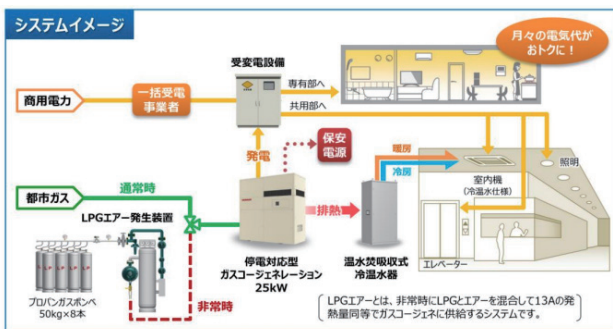 システムイメージ
月々の電気代が
おトクに！
受変電設備
専有部へ
共用部へ
商用電力
一括受電
事業者
発電
保安
電源
暖房
冷房
照明
室内機
（冷温水仕様）
都市ガス
通常時
LPGエアー発生装置
排熱
停電対応型
ガスコージェネレーション
25kW
温水焚吸収式
冷温水器
エレベーター
プロパンガスボンベ
50kg×8本
非常時
LPGエアーとは、非常時にLPGとエアーを混合して13Aの発
熱量同等でガスコージェネに供給するシステムです。